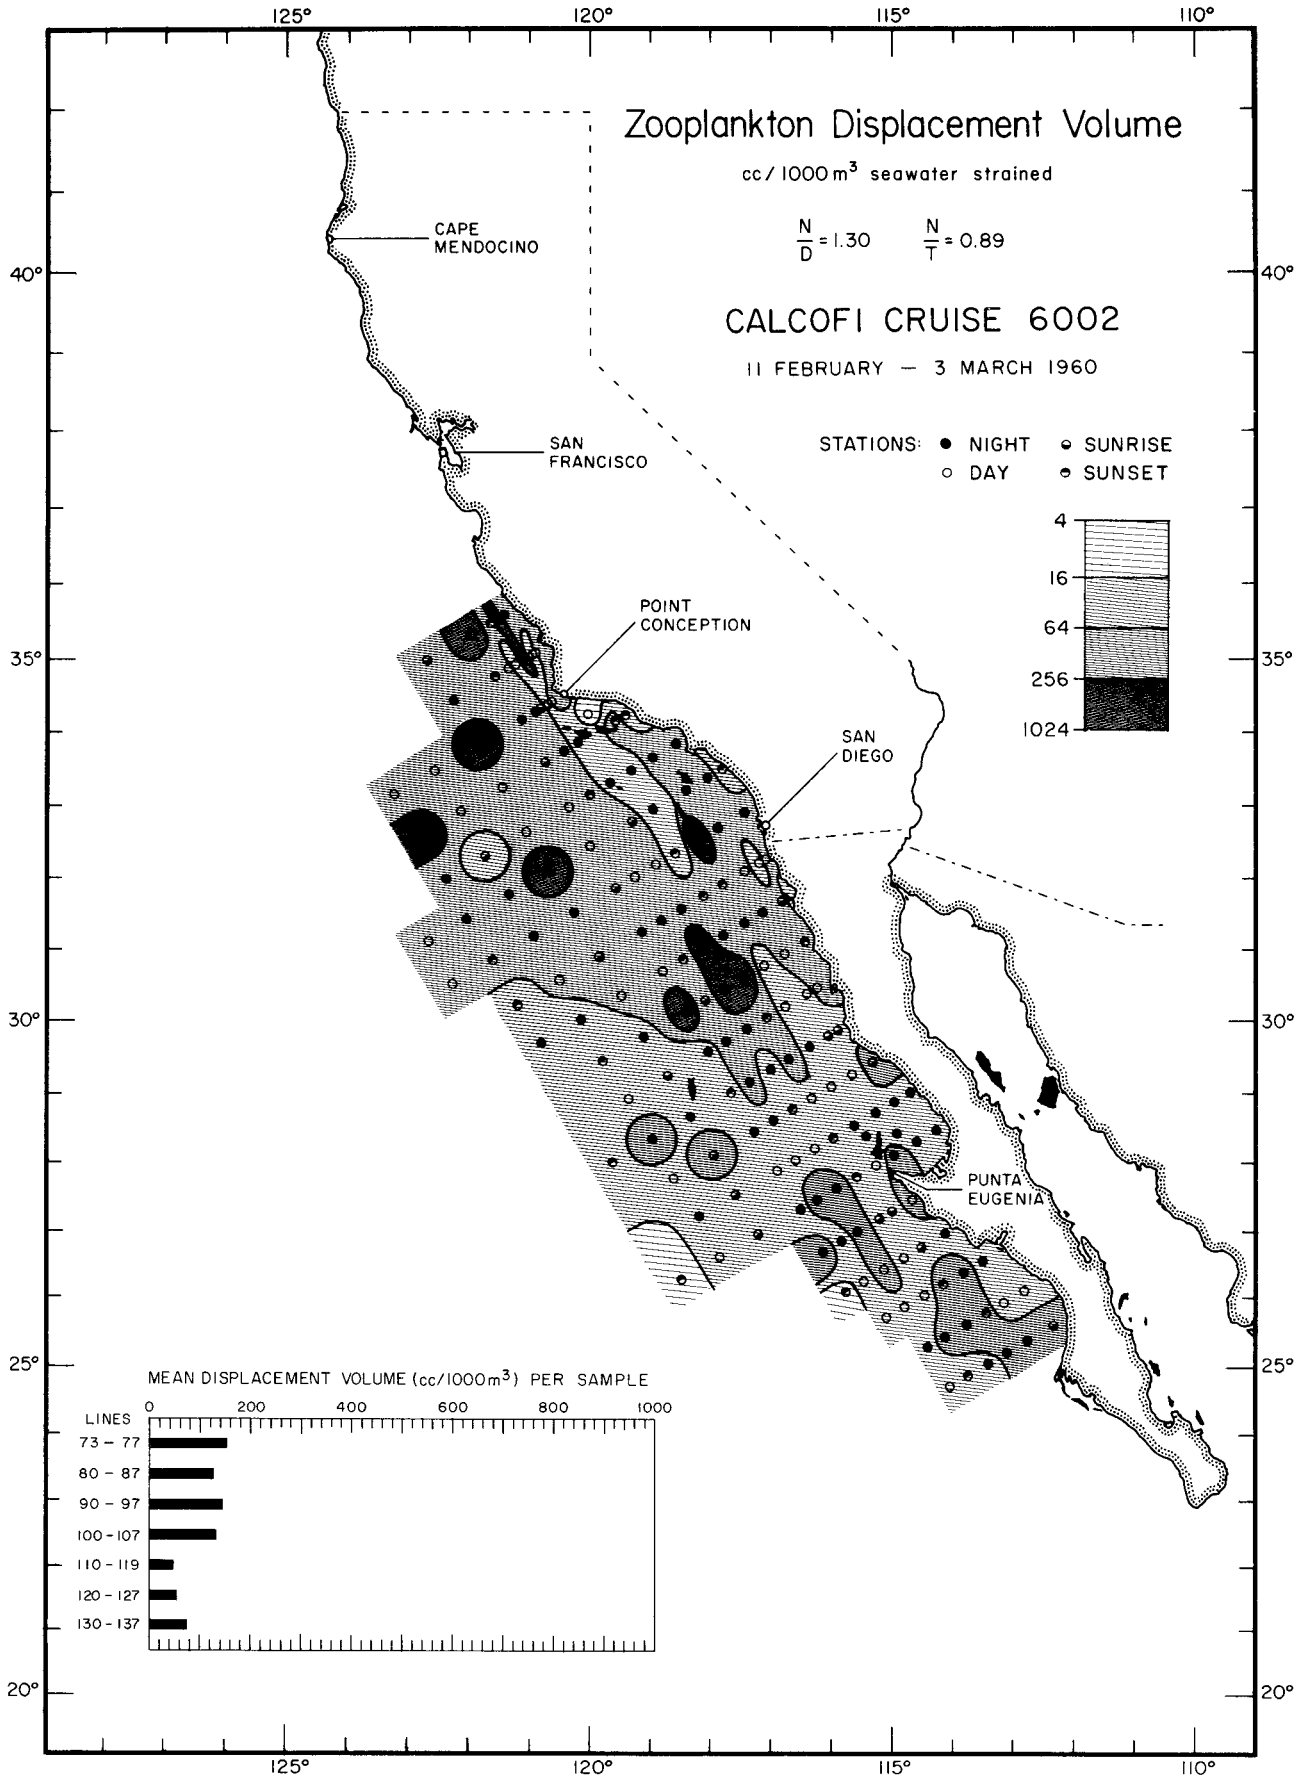 125° 120° 115° 110°
Zooplankton Displacement Volume
cc/1000m³ seawater strained
N/D = 1.30 N/T = 0.89
CAPE
MENDOCINO
40° 40°
CALCOFI CRUISE 6002
11 FEBRUARY — 3 MARCH 1960
SAN
FRANCISCO
STATIONS: ● NIGHT ◒ SUNRISE
○ DAY ◓ SUNSET
4
16
64
256
1024
POINT
CONCEPTION
35° 35°
SAN
DIEGO
30° 30°
PUNTA
EUGENIA
25° 25°
MEAN DISPLACEMENT VOLUME (cc/1000m³) PER SAMPLE
0 200 400 600 800 1000
LINES
73-77
80-87
90-97
100-107
110-119
120-127
130-137
20° 20°
125° 120° 115° 110°